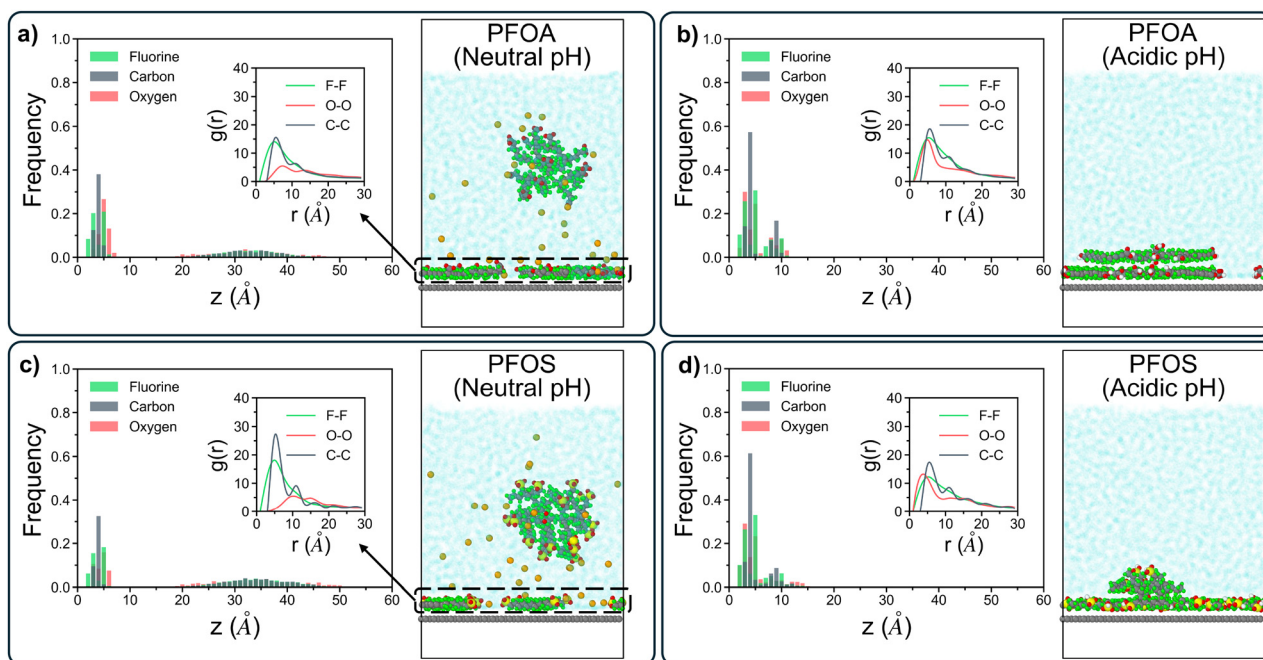 a)
PFOA
(Neutral pH)
1.0
0.8
0.6
0.4
0.2
0.0
Frequency
Fluorine
Carbon
Oxygen
40
30
20
10
0
g(r)
F-F
O-O
C-C
0 10 20 30
r (Å)
0 10 20 30 40 50 60
z (Å)
b)
PFOA
(Acidic pH)
1.0
0.8
0.6
0.4
0.2
0.0
Frequency
Fluorine
Carbon
Oxygen
40
30
20
10
0
g(r)
F-F
O-O
C-C
0 10 20 30
r (Å)
0 10 20 30 40 50 60
z (Å)
c)
PFOS
(Neutral pH)
1.0
0.8
0.6
0.4
0.2
0.0
Frequency
Fluorine
Carbon
Oxygen
40
30
20
10
0
g(r)
F-F
O-O
C-C
0 10 20 30
r (Å)
0 10 20 30 40 50 60
z (Å)
d)
PFOS
(Acidic pH)
1.0
0.8
0.6
0.4
0.2
0.0
Frequency
Fluorine
Carbon
Oxygen
40
30
20
10
0
g(r)
F-F
O-O
C-C
0 10 20 30
r (Å)
0 10 20 30 40 50 60
z (Å)